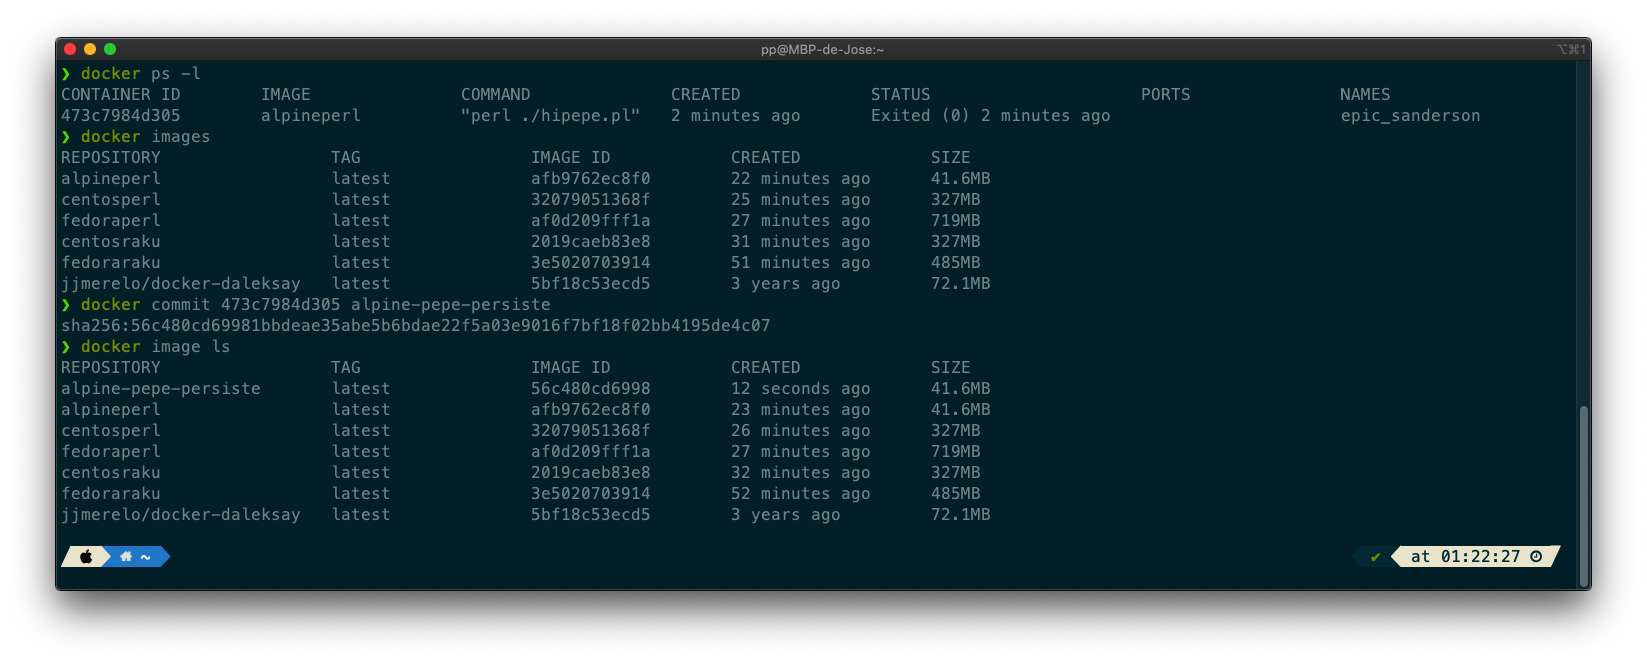 pp@MBP-de-Jose:~ ⌥⌘1
❯ docker ps -l
CONTAINER ID IMAGE COMMAND CREATED STATUS PORTS NAMES
473c7984d305 alpineperl "perl ./hipepe.pl" 2 minutes ago Exited (0) 2 minutes ago epic_sanderson
❯ docker images
REPOSITORY TAG IMAGE ID CREATED SIZE
alpineperl latest afb9762ec8f0 22 minutes ago 41.6MB
centosperl latest 32079051368f 25 minutes ago 327MB
fedoraperl latest af0d209fff1a 27 minutes ago 719MB
centosraku latest 2019caeb83e8 31 minutes ago 327MB
fedoraraku latest 3e5020703914 51 minutes ago 485MB
jjmerelo/docker-daleksay latest 5bf18c53ecd5 3 years ago 72.1MB
❯ docker commit 473c7984d305 alpine-pepe-persiste
sha256:56c480cd69981bbdeae35abe5b6bdae22f5a03e9016f7bf18f02bb4195de4c07
❯ docker image ls
REPOSITORY TAG IMAGE ID CREATED SIZE
alpine-pepe-persiste latest 56c480cd6998 12 seconds ago 41.6MB
alpineperl latest afb9762ec8f0 23 minutes ago 41.6MB
centosperl latest 32079051368f 26 minutes ago 327MB
fedoraperl latest af0d209fff1a 27 minutes ago 719MB
centosraku latest 2019caeb83e8 32 minutes ago 327MB
fedoraraku latest 3e5020703914 52 minutes ago 485MB
jjmerelo/docker-daleksay latest 5bf18c53ecd5 3 years ago 72.1MB
~ ✔ at 01:22:27